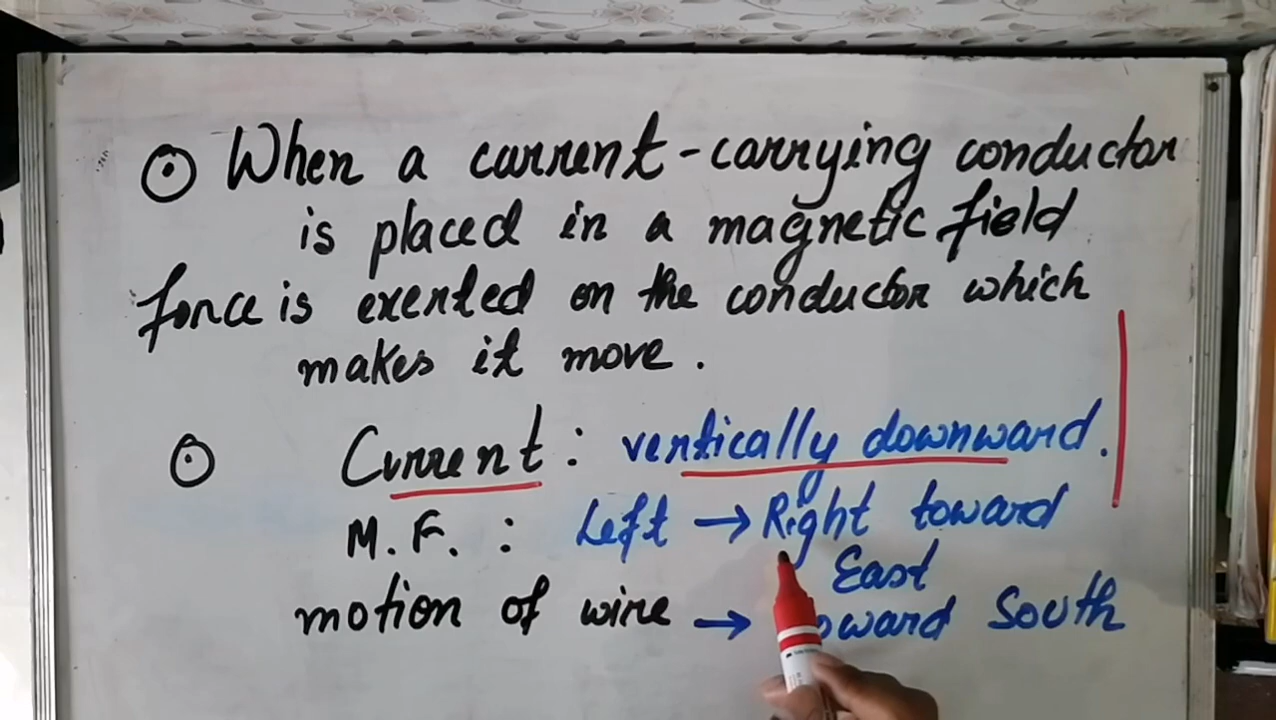 When a current-carrying conductor
is placed in a magnetic field
force is exerted on the conductor which
makes it move.
Current: vertically downward.
M.F. : Left → Right toward
East
motion of wire → toward South